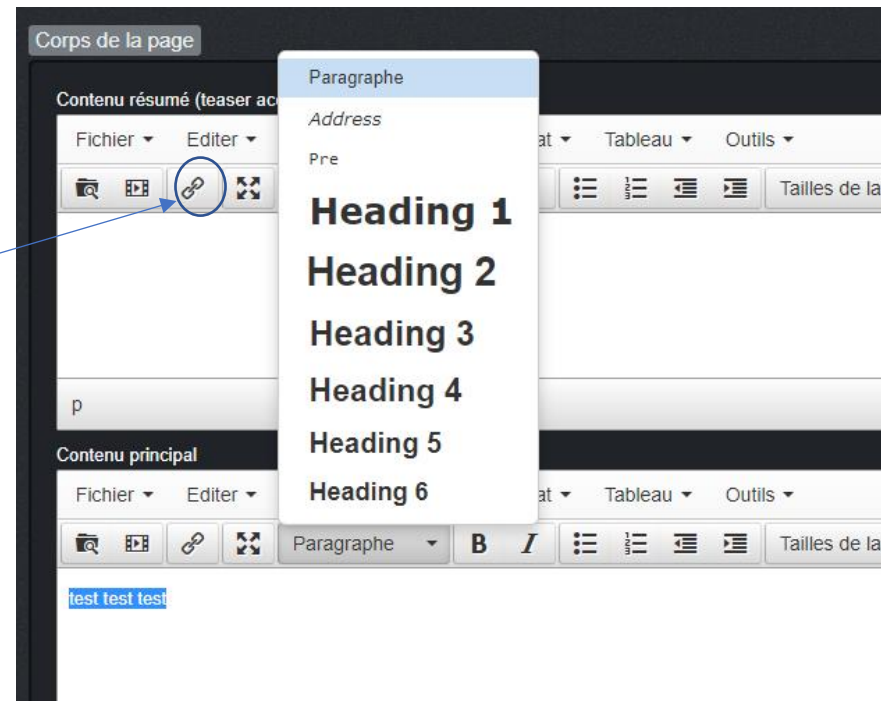 Corps de la page
Contenu résumé (teaser ac
Fichier Editer at Tableau Outils
Tailles de la
Paragraphe
Address
Pre
Heading 1
Heading 2
Heading 3
Heading 4
Heading 5
Heading 6
p
Contenu principal
Fichier Editer at Tableau Outils
Paragraphe B I Tailles de la
test test test